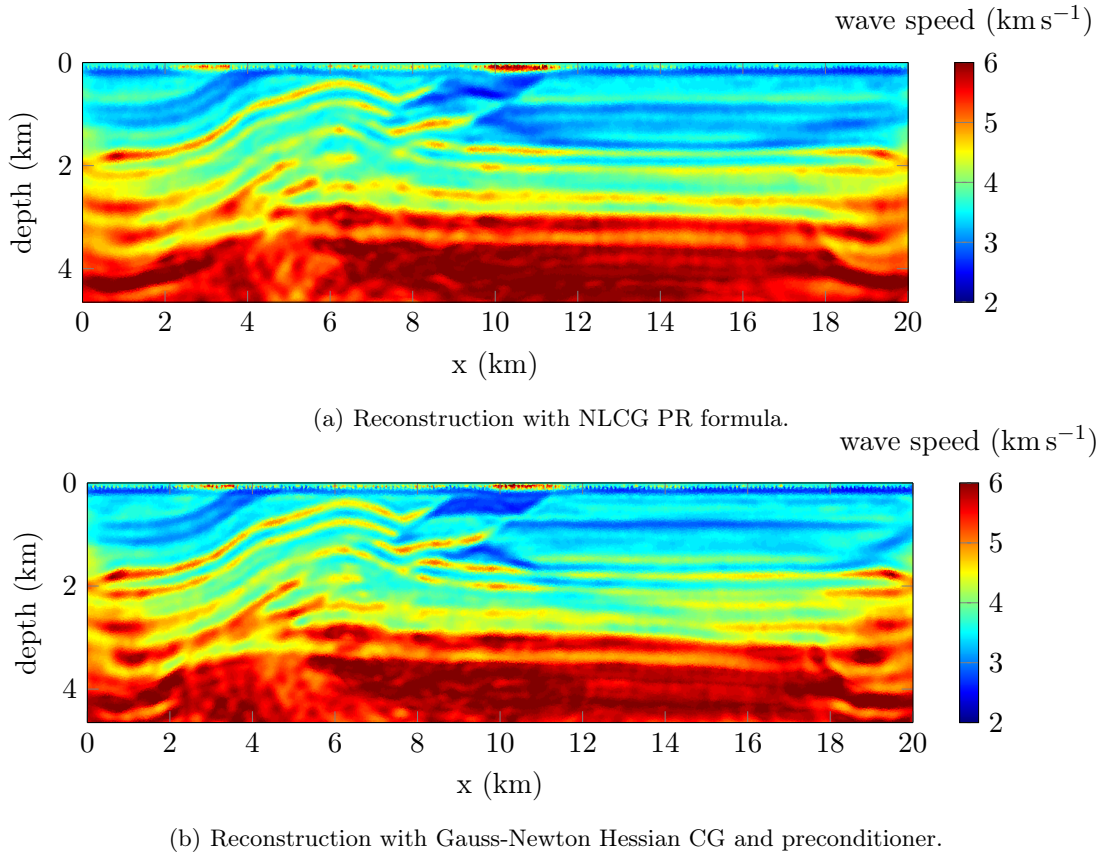 wave speed (km s⁻¹)
0
2
4
depth (km)
0 2 4 6 8 10 12 14 16 18 20
x (km)
6
5
4
3
2
(a) Reconstruction with NLCG PR formula.
wave speed (km s⁻¹)
0
2
4
depth (km)
0 2 4 6 8 10 12 14 16 18 20
x (km)
6
5
4
3
2
(b) Reconstruction with Gauss-Newton Hessian CG and preconditioner.